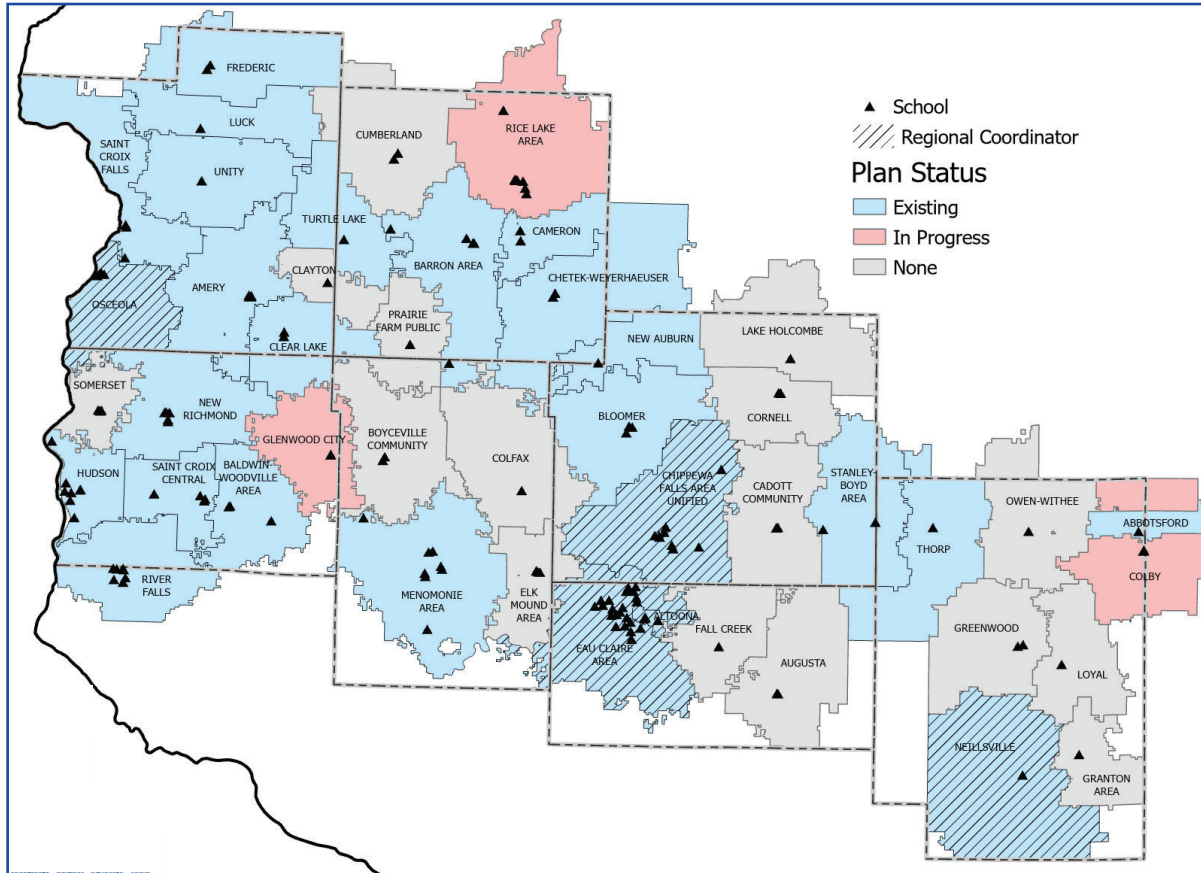 FREDERIC
LUCK
CUMBERLAND
RICE LAKE
AREA
School
Regional Coordinator
Plan Status
Existing
In Progress
None
SAINT
CROIX
FALLS
UNITY
TURTLE LAKE
CAMERON
BARRON AREA
CLAYTON
CHETEK-WEYERHAEUSER
OSCEOLA
AMERY
PRAIRIE
FARM PUBLIC
CLEAR LAKE
NEW AUBURN
LAKE HOLCOMBE
SOMERSET
NEW
RICHMOND
GLENWOOD CITY
BOYCEVILLE
COMMUNITY
COLFAX
BLOOMER
CORNELL
HUDSON
SAINT CROIX
CENTRAL
BALDWIN-
WOODVILLE
AREA
CHIPPEWA
FALLS AREA
UNIFIED
CADOTT
COMMUNITY
STANLEY
BOYD
AREA
OWEN-WITHEE
ABBOTSFORD
THORP
COLBY
RIVER
FALLS
MENOMONIE
AREA
ELK
MOUND
AREA
ALTOONA
EAU CLAIRE
AREA
FALL CREEK
AUGUSTA
GREENWOOD
LOYAL
NEILLSVILLE
GRANTON
AREA